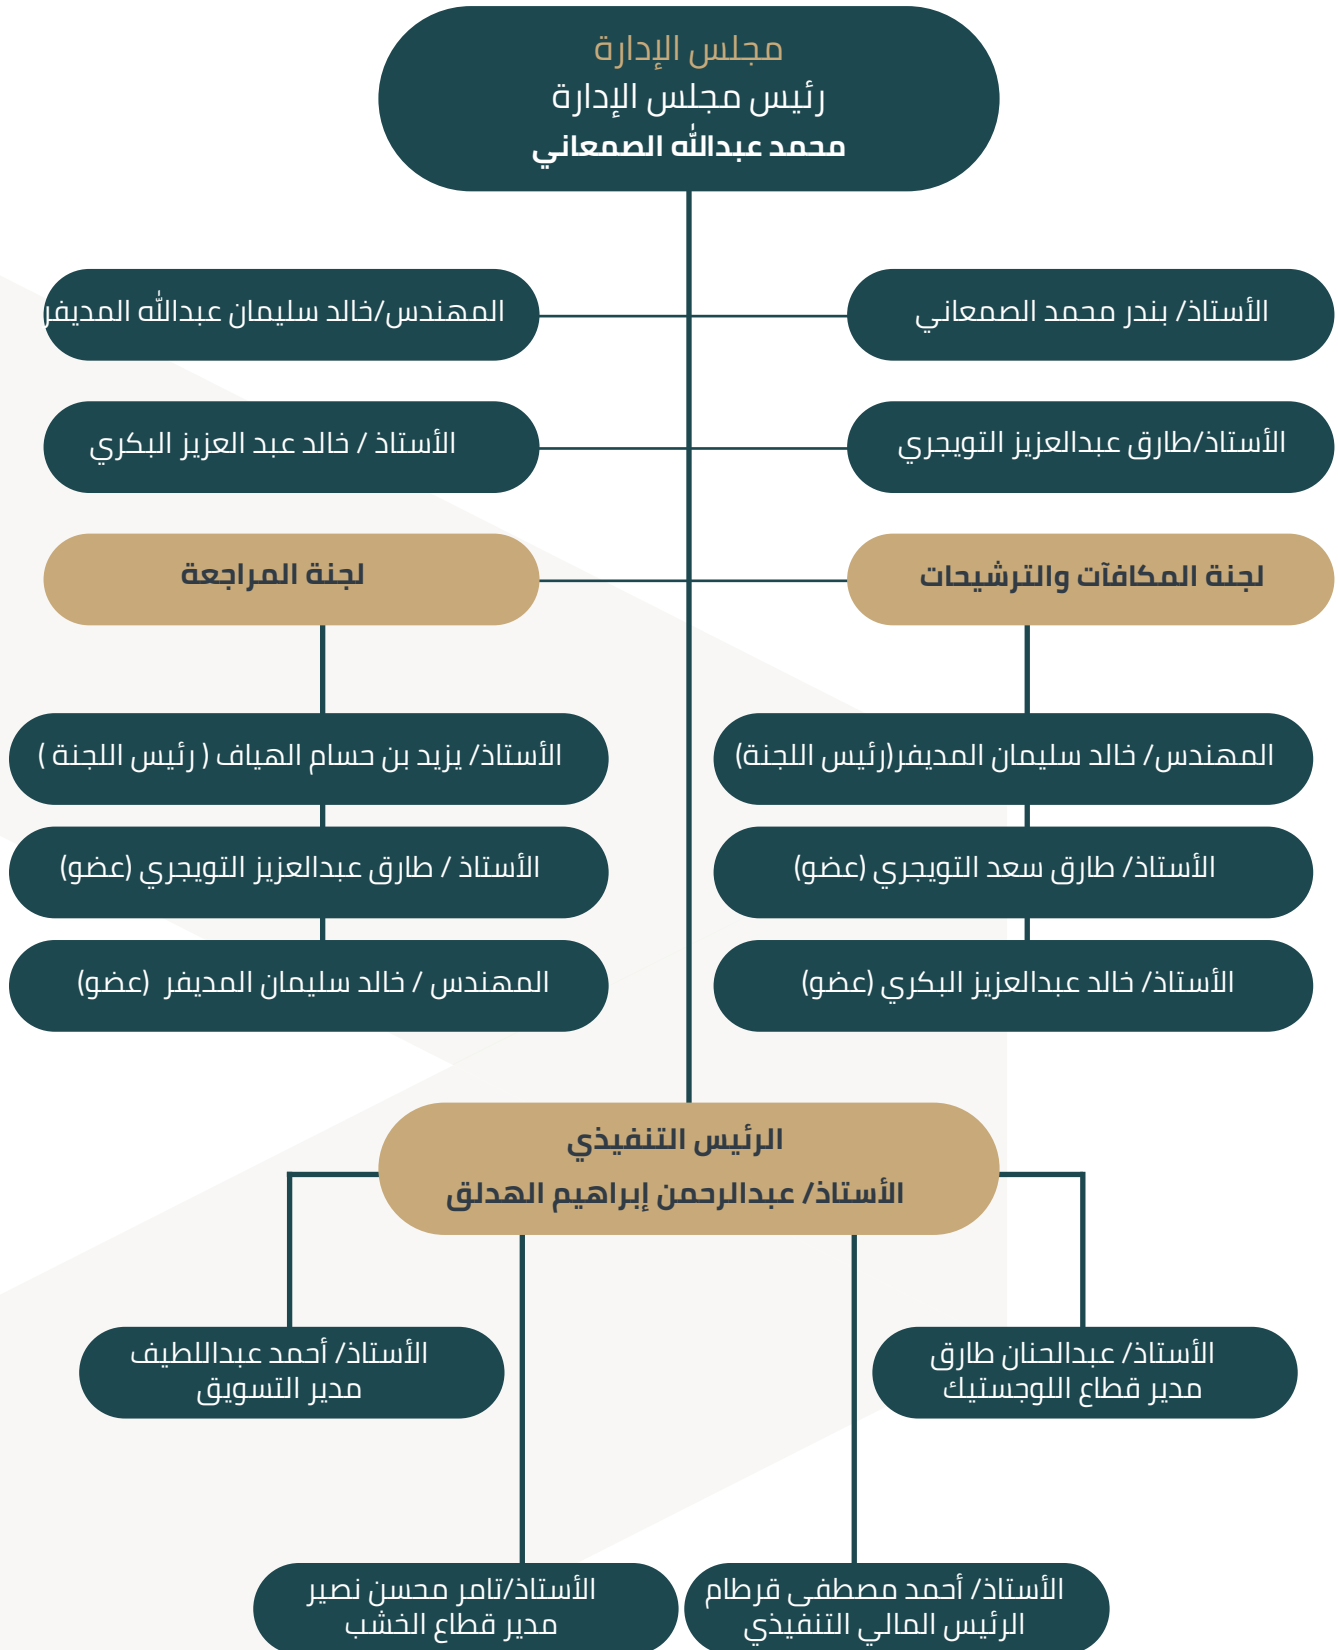 مجلس الإدارة
رئيس مجلس الإدارة
محمد عبدالله الصمعاني
الأستاذ/ بندر محمد الصمعاني
المهندس/خالد سليمان عبدالله المديفر
الأستاذ/طارق عبدالعزيز التويجري
الأستاذ / خالد عبد العزيز البكري
لجنة المكافآت والترشيحات
لجنة المراجعة
المهندس/ خالد سليمان المديفر(رئيس اللجنة)
الأستاذ/ طارق سعد التويجري (عضو)
الأستاذ/ خالد عبدالعزيز البكري (عضو)
الأستاذ/ يزيد بن حسام الهياف ( رئيس اللجنة )
الأستاذ / طارق عبدالعزيز التويجري (عضو)
المهندس / خالد سليمان المديفر (عضو)
الرئيس التنفيذي
الأستاذ/ عبدالرحمن إبراهيم الهدلق
الأستاذ/ عبدالحنان طارق
مدير قطاع اللوجستيك
الأستاذ/ أحمد عبداللطيف
مدير التسويق
الأستاذ/ أحمد مصطفى قرطام
الرئيس المالي التنفيذي
الأستاذ/تامر محسن نصير
مدير قطاع الخشب